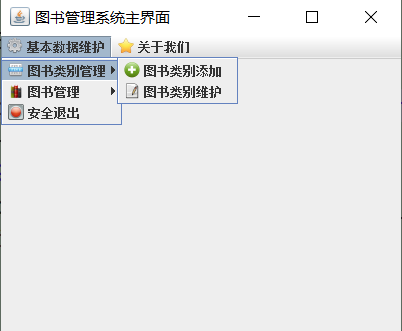 图书管理系统主界面
基本数据维护 关于我们
图书类别管理 图书类别添加
图书管理 图书类别维护
安全退出